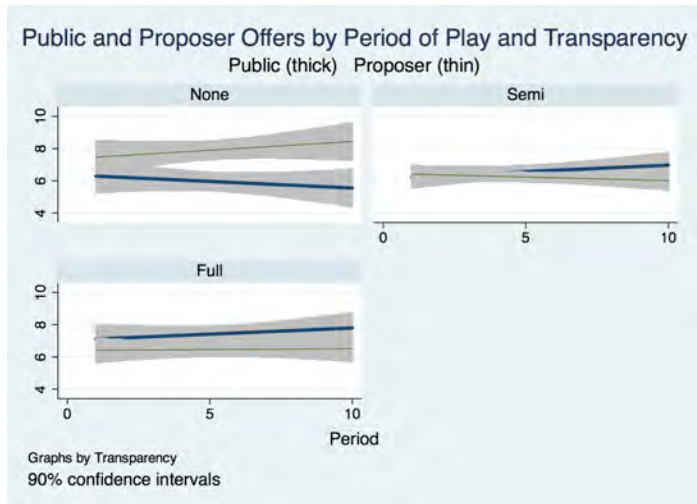 Public and Proposer Offers by Period of Play and Transparency
Public (thick) Proposer (thin)
None
Semi
10
8
6
4
0 5 10
Full
10
8
6
4
0 5 10
Period
Graphs by Transparency
90% confidence intervals